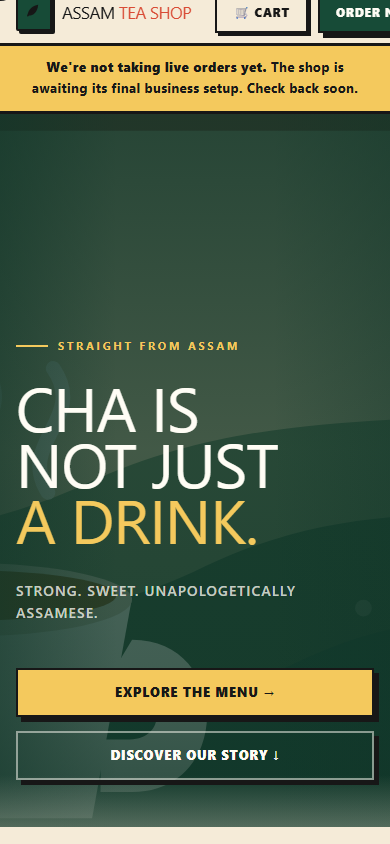 ASSAM TEA SHOP
🛒 CART
ORDER N
We're not taking live orders yet. The shop is
awaiting its final business setup. Check back soon.
STRAIGHT FROM ASSAM
CHA IS
NOT JUST
A DRINK.
STRONG. SWEET. UNAPOLOGETICALLY
ASSAMESE.
EXPLORE THE MENU →
DISCOVER OUR STORY ↓